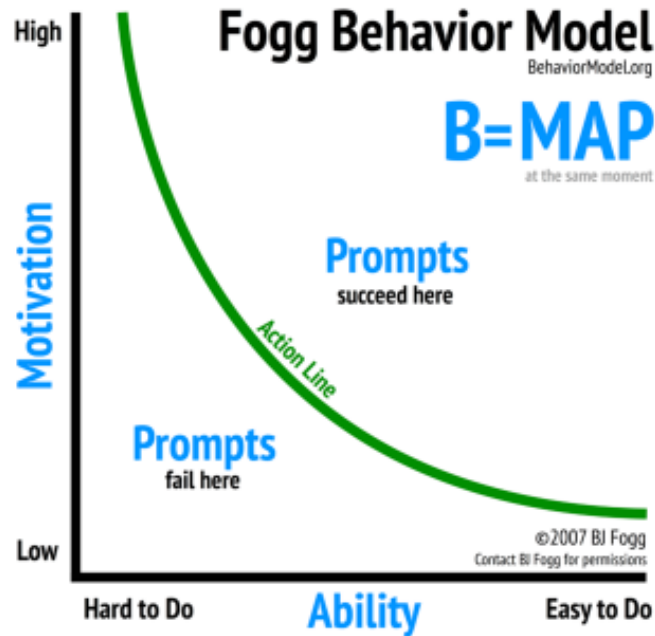 High
Fogg Behavior Model
BehaviorModel.org
B=MAP
at the same moment
Motivation
Prompts
succeed here
Action Line
Prompts
fail here
Low
©2007 BJ Fogg
Contact BJ Fogg for permissions
Hard to Do
Ability
Easy to Do